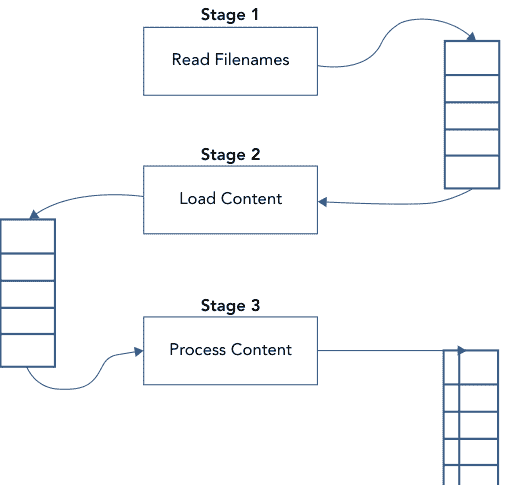 Stage 1
Read Filenames
Stage 2
Load Content
Stage 3
Process Content